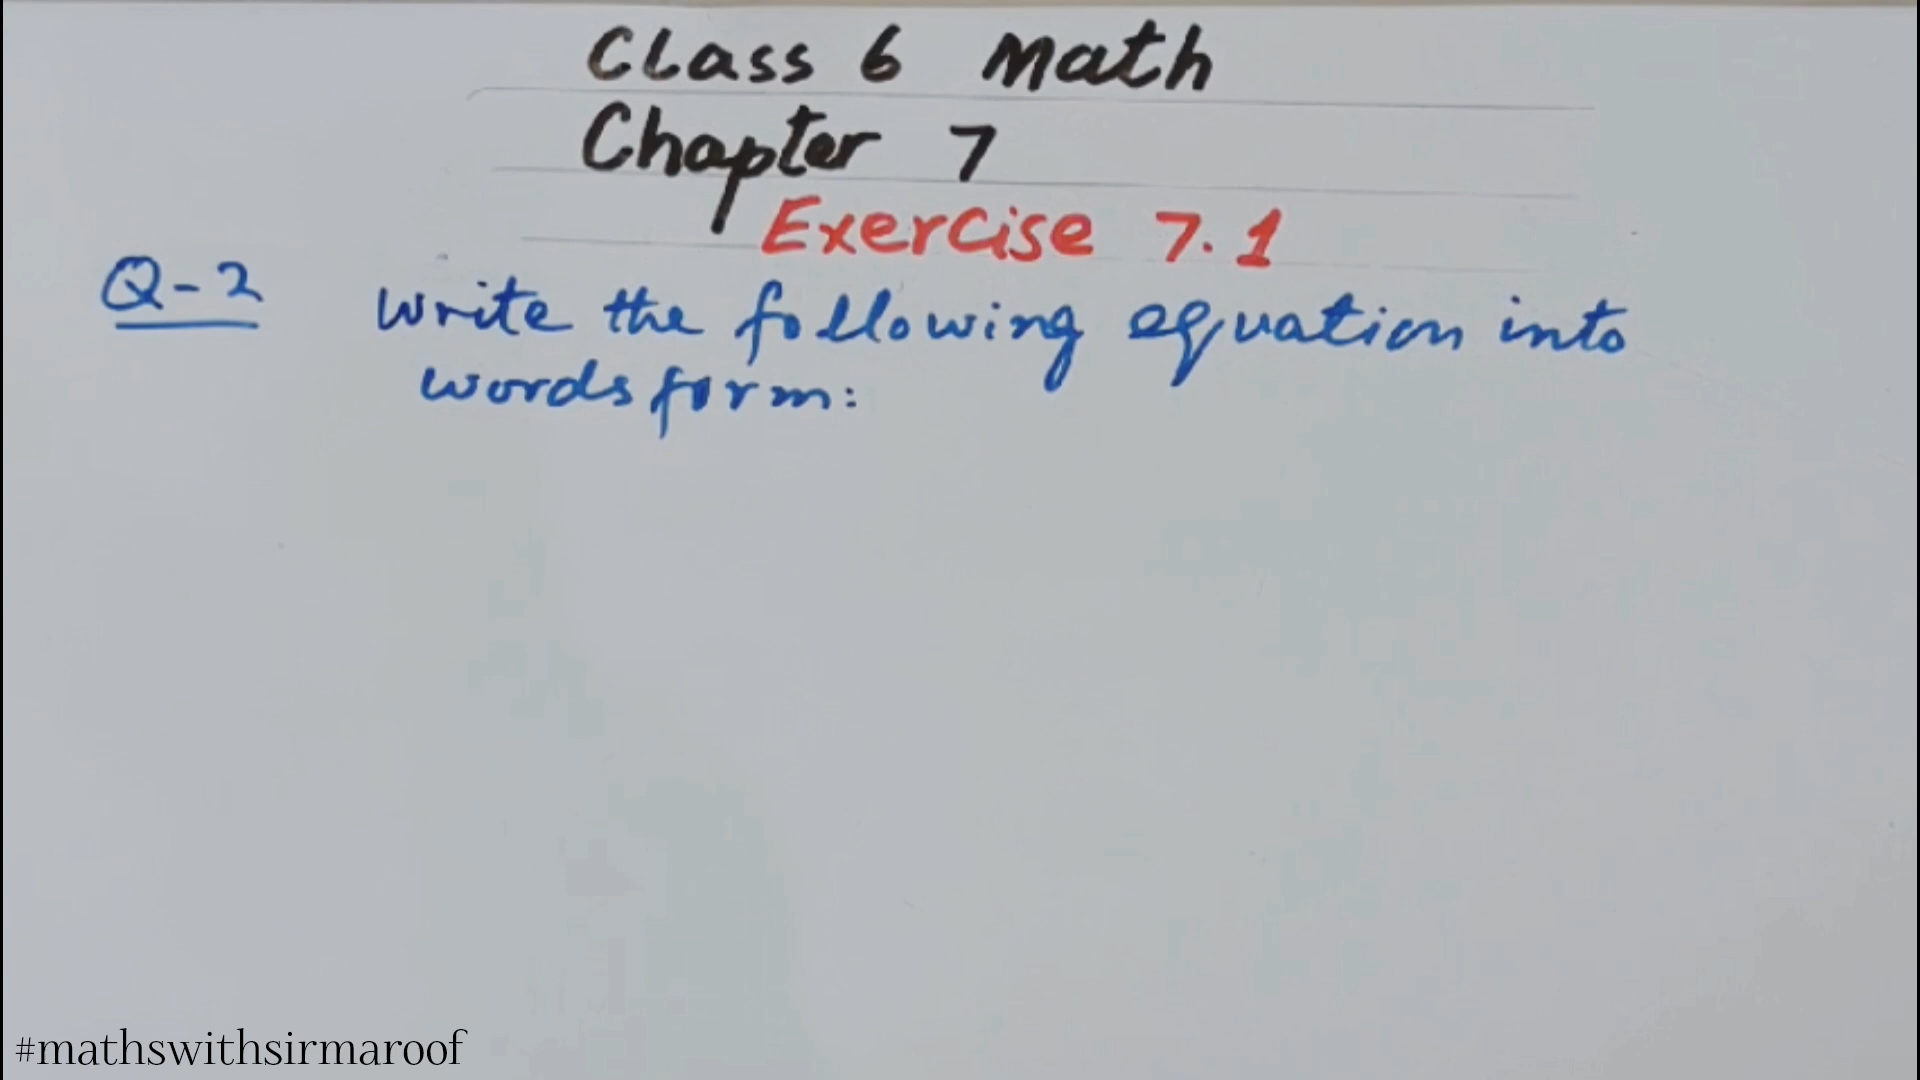 Class 6 Math
Chapter 7
Exercise 7.1
Q-2 Write the following equation into
words form:
#mathswithsirmaroof